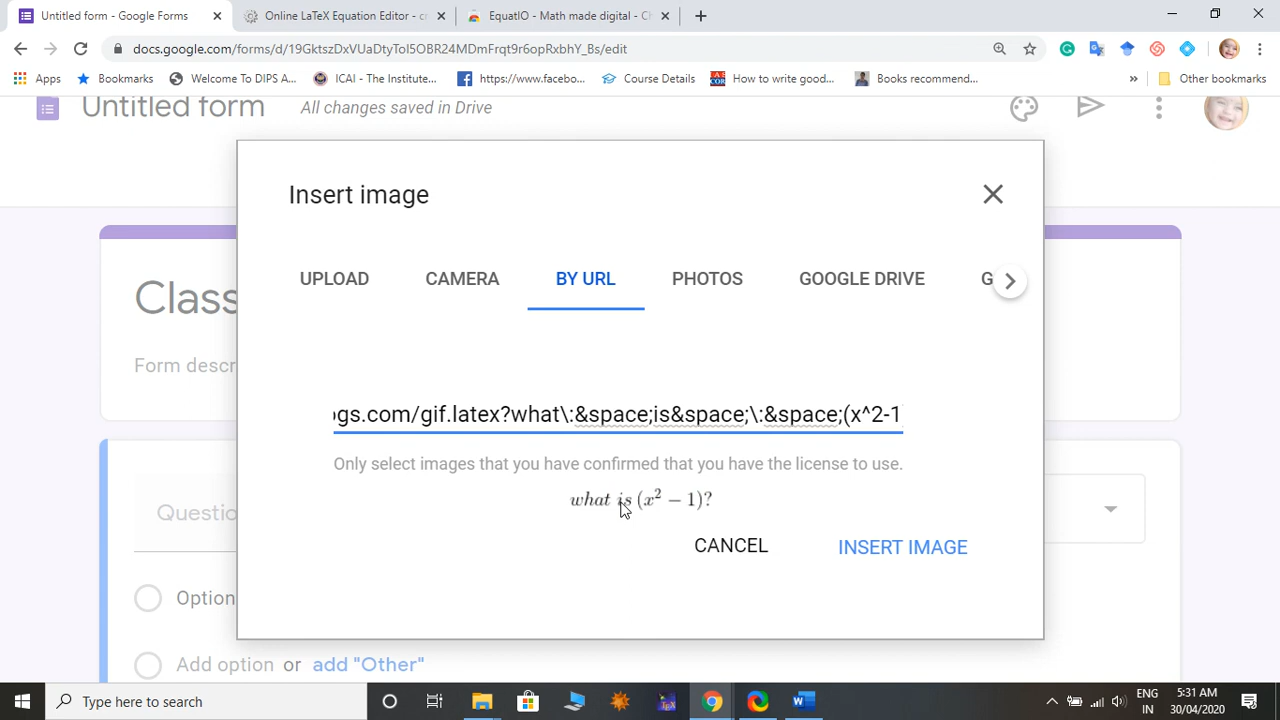 Untitled form - Google Forms
Online LaTeX Equation Editor - c
EquatIO - Math made digital - Ch
docs.google.com/forms/d/19GktszDxVUaDtyToI5OBR24MDmFrqt9r6opRxbhY_Bs/edit
Apps
Bookmarks
Welcome To DIPS A...
ICAI - The Institute...
https://www.facebo...
Course Details
How to write good...
Books recommend...
»
Other bookmarks
Untitled form
All changes saved in Drive
Insert image
UPLOAD
CAMERA
BY URL
PHOTOS
GOOGLE DRIVE
G
Class
Form descr
ogs.com/gif.latex?what\:&space;is&space;\:&space;(x^2-1
Only select images that you have confirmed that you have the license to use.
what is (x² − 1)?
Questio
CANCEL
INSERT IMAGE
Option
Add option or add "Other"
Type here to search
ENG
IN
5:31 AM
30/04/2020